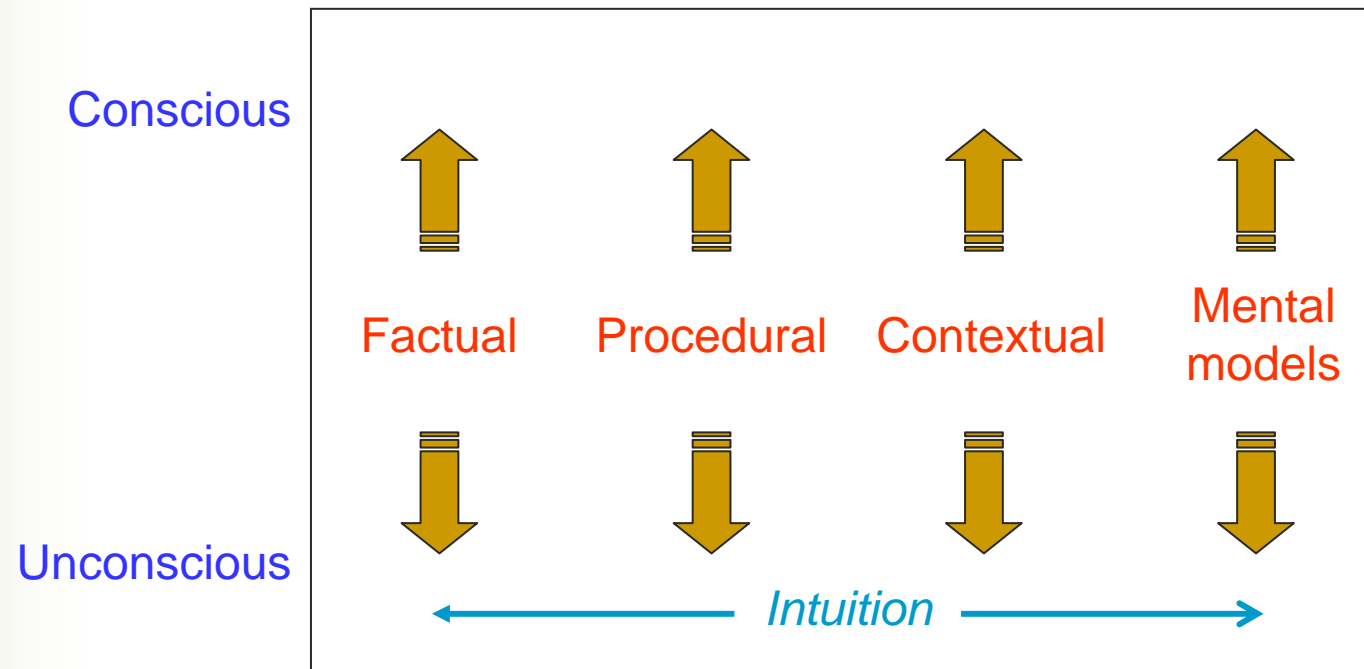 Conscious
Factual
Procedural
Contextual
Mental
models
Unconscious
Intuition